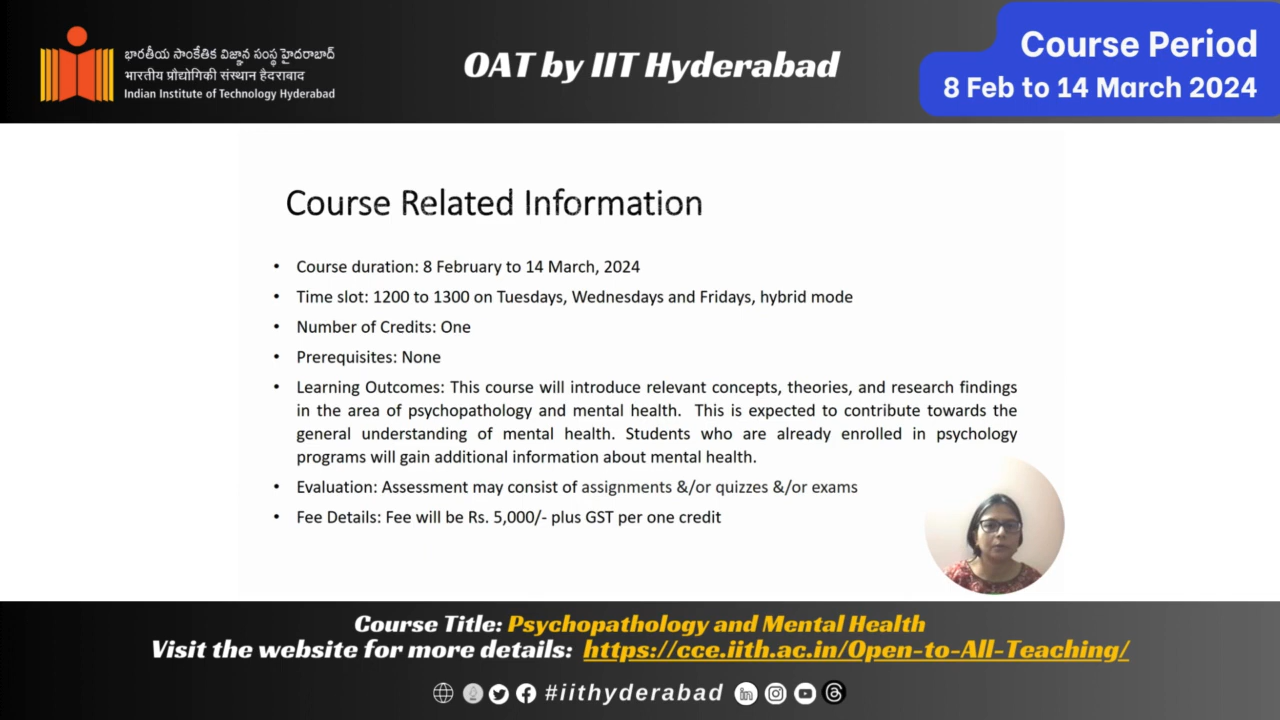 భారతీయ సాంకేతిక విజ్ఞాన సంస్థ హైదరాబాద్
भारतीय प्रौद्योगिकी संस्थान हैदराबाद
Indian Institute of Technology Hyderabad
OAT by IIT Hyderabad
Course Period
8 Feb to 14 March 2024
Course Related Information
• Course duration: 8 February to 14 March, 2024
• Time slot: 1200 to 1300 on Tuesdays, Wednesdays and Fridays, hybrid mode
• Number of Credits: One
• Prerequisites: None
• Learning Outcomes: This course will introduce relevant concepts, theories, and research findings
in the area of psychopathology and mental health. This is expected to contribute towards the
general understanding of mental health. Students who are already enrolled in psychology
programs will gain additional information about mental health.
• Evaluation: Assessment may consist of assignments &/or quizzes &/or exams
• Fee Details: Fee will be Rs. 5,000/- plus GST per one credit
Course Title: Psychopathology and Mental Health
Visit the website for more details: https://cce.iith.ac.in/Open-to-All-Teaching/
#iithyderabad